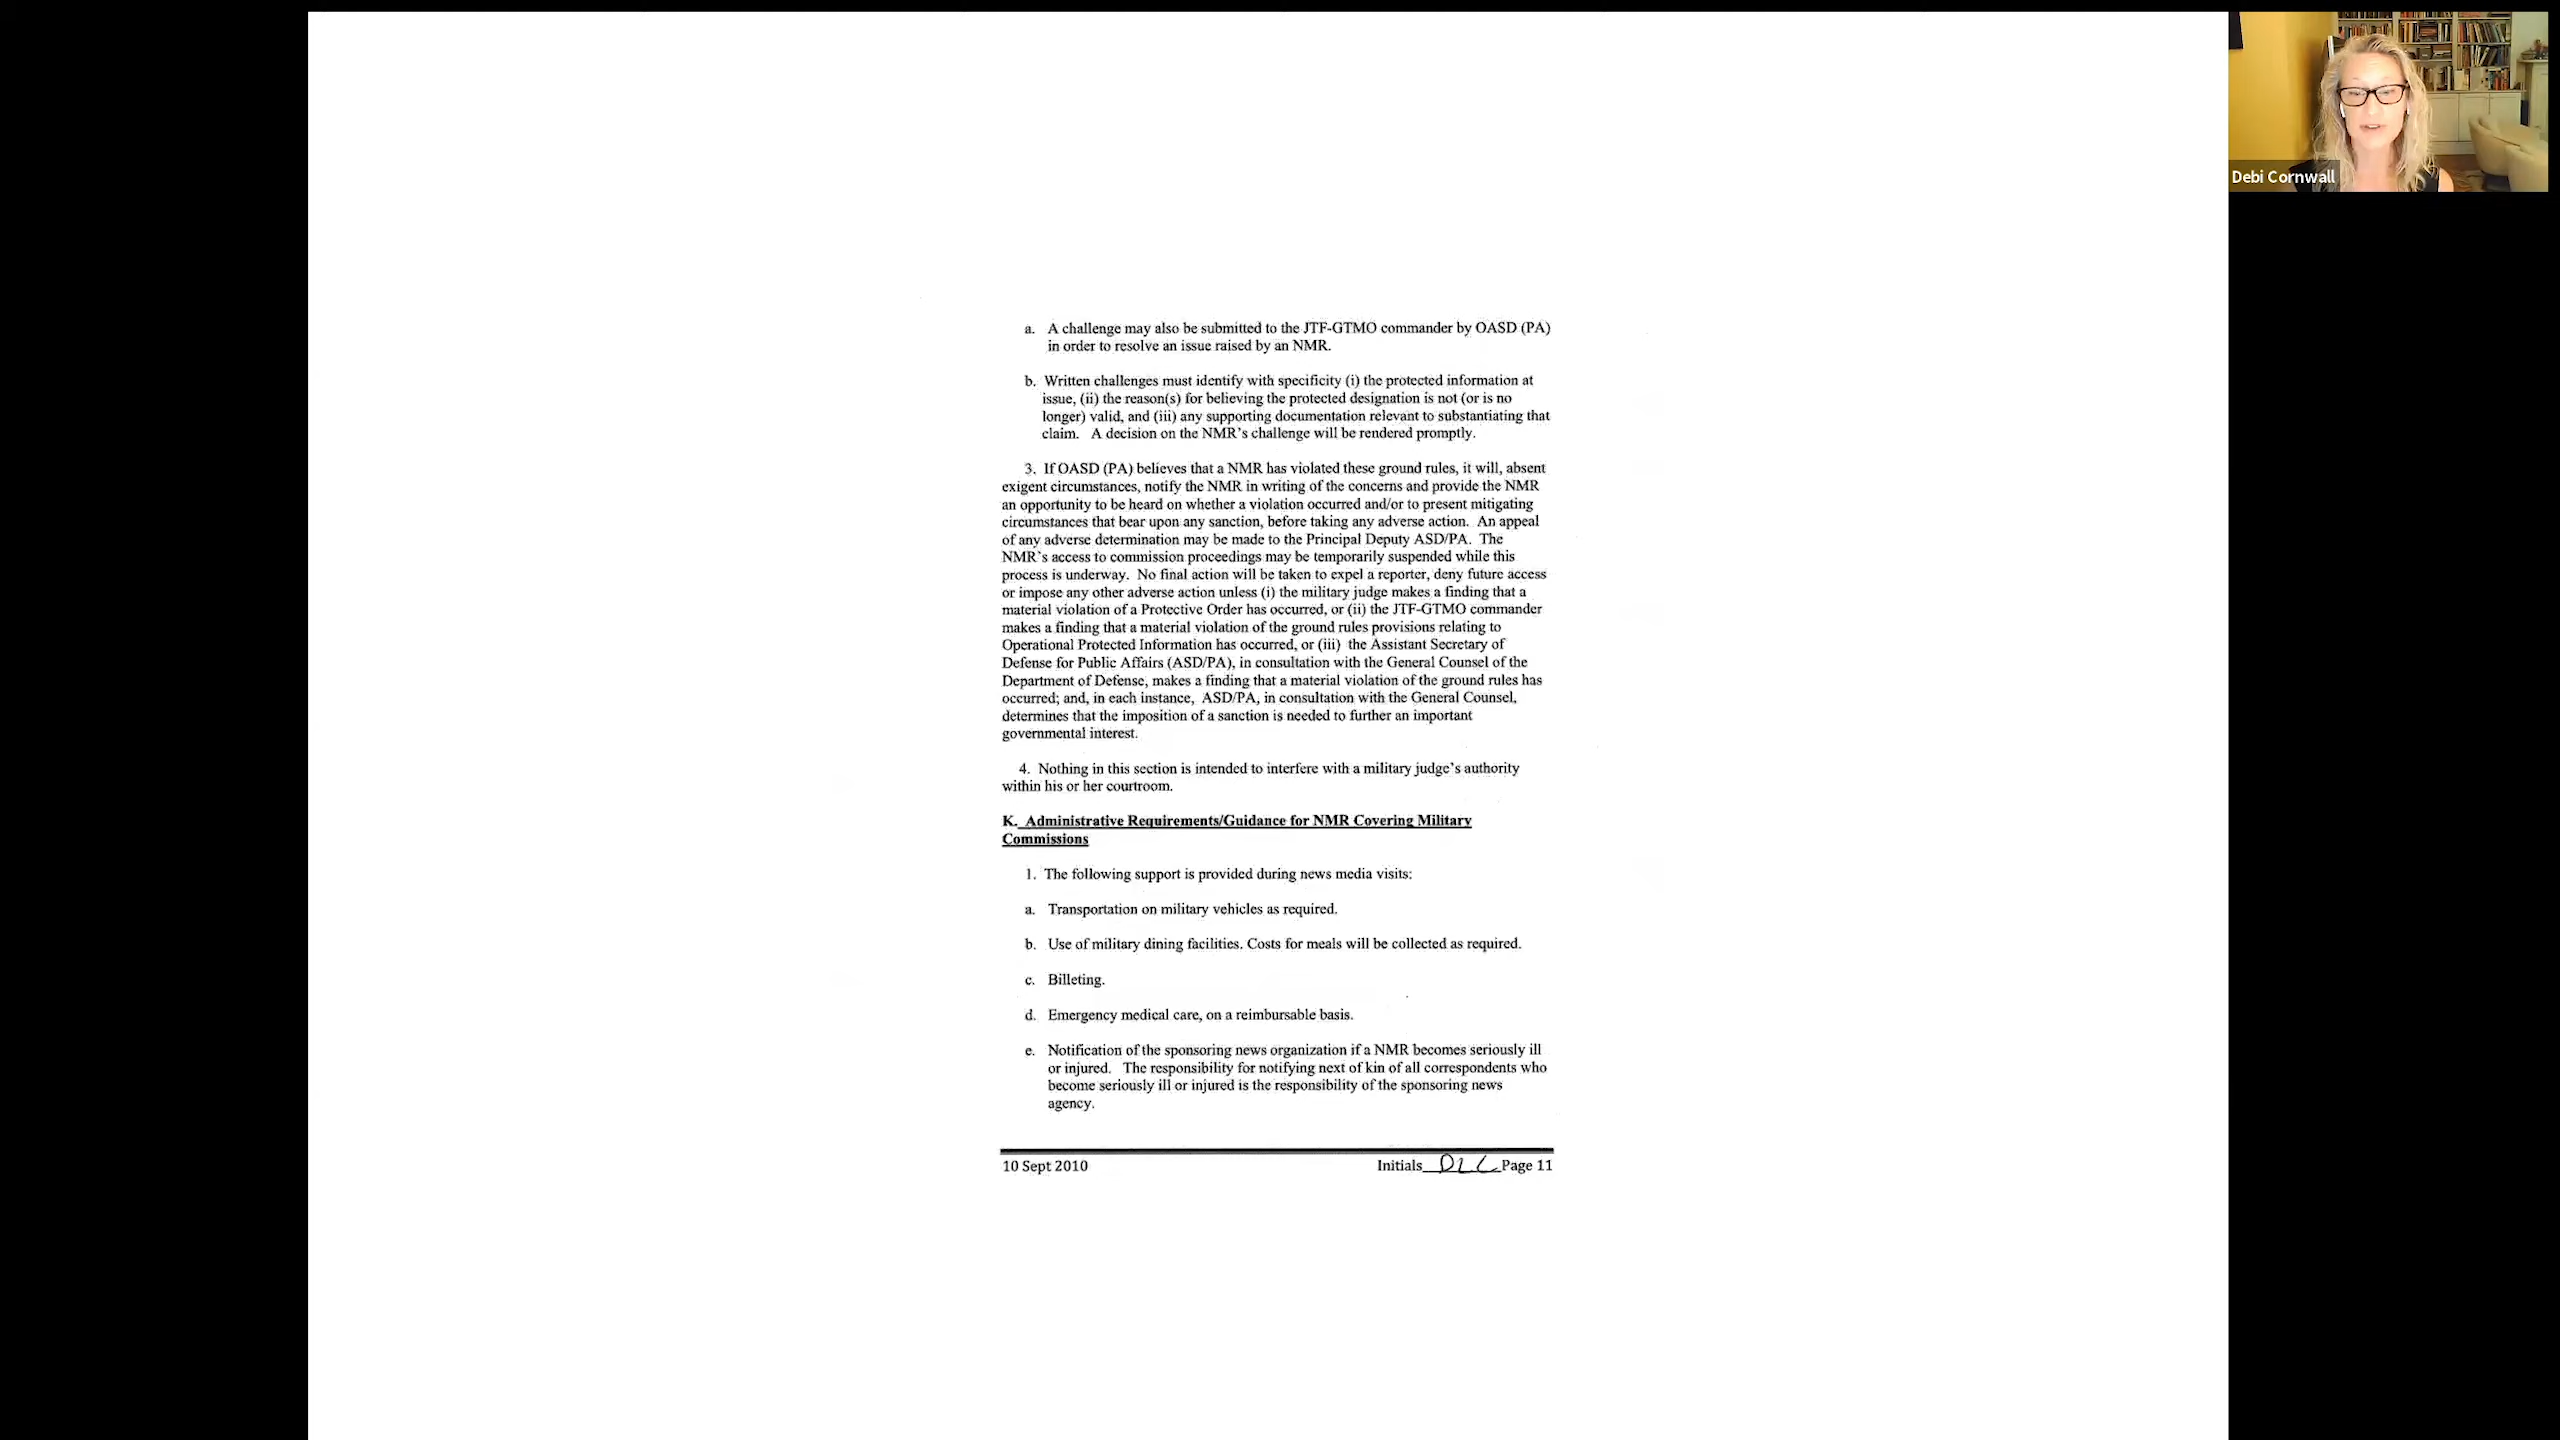 Debi Cornwall
a. A challenge may also be submitted to the JTF-GTMO commander by OASD (PA)
in order to resolve an issue raised by an NMR.
b. Written challenges must identify with specificity (i) the protected information at
issue, (ii) the reason(s) for believing the protected designation is not (or is no
longer) valid, and (iii) any supporting documentation relevant to substantiating that
claim. A decision on the NMR's challenge will be rendered promptly.
3. If OASD (PA) believes that a NMR has violated these ground rules, it will, absent
exigent circumstances, notify the NMR in writing of the concerns and provide the NMR
an opportunity to be heard on whether a violation occurred and/or to present mitigating
circumstances that bear upon any sanction, before taking any adverse action. An appeal
of any adverse determination may be made to the Principal Deputy ASD/PA. The
NMR's access to commission proceedings may be temporarily suspended while this
process is underway. No final action will be taken to expel a reporter, deny future access
or impose any other adverse action unless (i) the military judge makes a finding that a
material violation of a Protective Order has occurred, or (ii) the JTF-GTMO commander
makes a finding that a material violation of the ground rules provisions relating to
Operational Protected Information has occurred, or (iii) the Assistant Secretary of
Defense for Public Affairs (ASD/PA), in consultation with the General Counsel of the
Department of Defense, makes a finding that a material violation of the ground rules has
occurred; and, in each instance, ASD/PA, in consultation with the General Counsel,
determines that the imposition of a sanction is needed to further an important
governmental interest.
4. Nothing in this section is intended to interfere with a military judge's authority
within his or her courtroom.
K. Administrative Requirements/Guidance for NMR Covering Military
Commissions
1. The following support is provided during news media visits:
a. Transportation on military vehicles as required.
b. Use of military dining facilities. Costs for meals will be collected as required.
c. Billeting.
d. Emergency medical care, on a reimbursable basis.
e. Notification of the sponsoring news organization if a NMR becomes seriously ill
or injured. The responsibility for notifying next of kin of all correspondents who
become seriously ill or injured is the responsibility of the sponsoring news
agency.
10 Sept 2010 Initials DLC Page 11